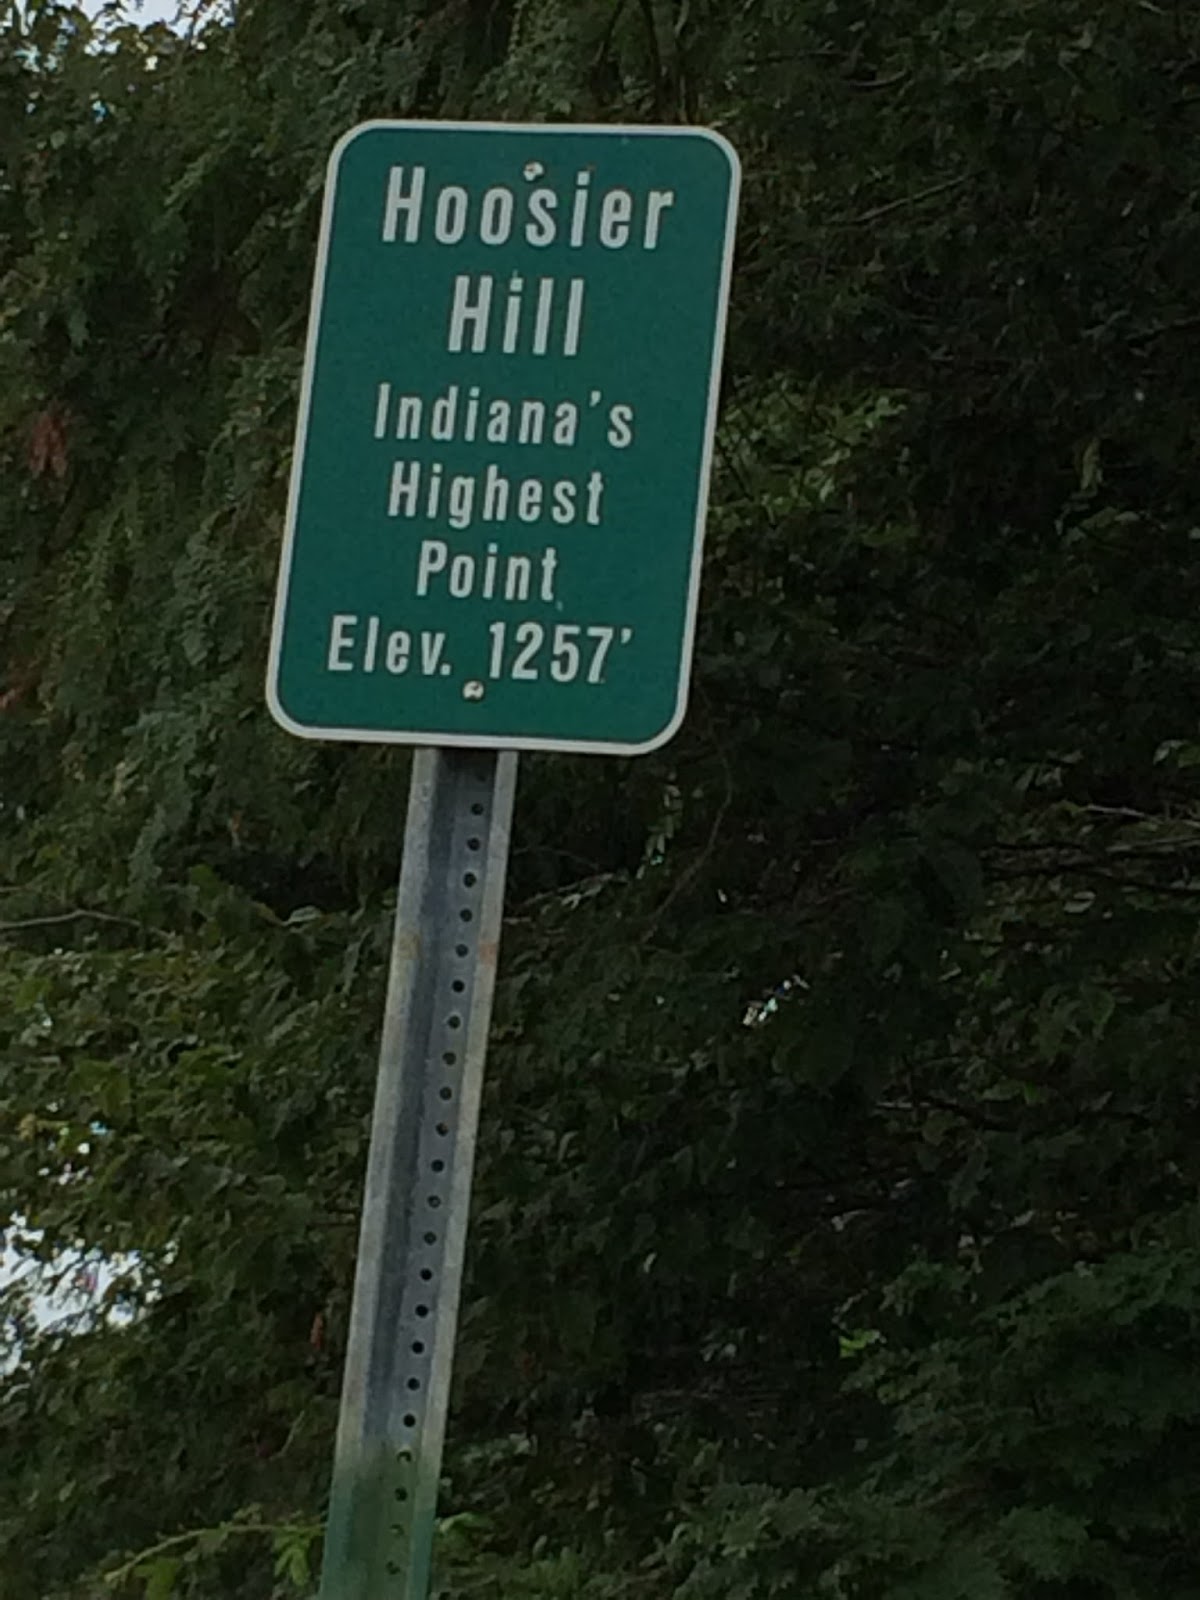 Hoosier
Hill
Indiana's
Highest
Point
Elev. 1257'